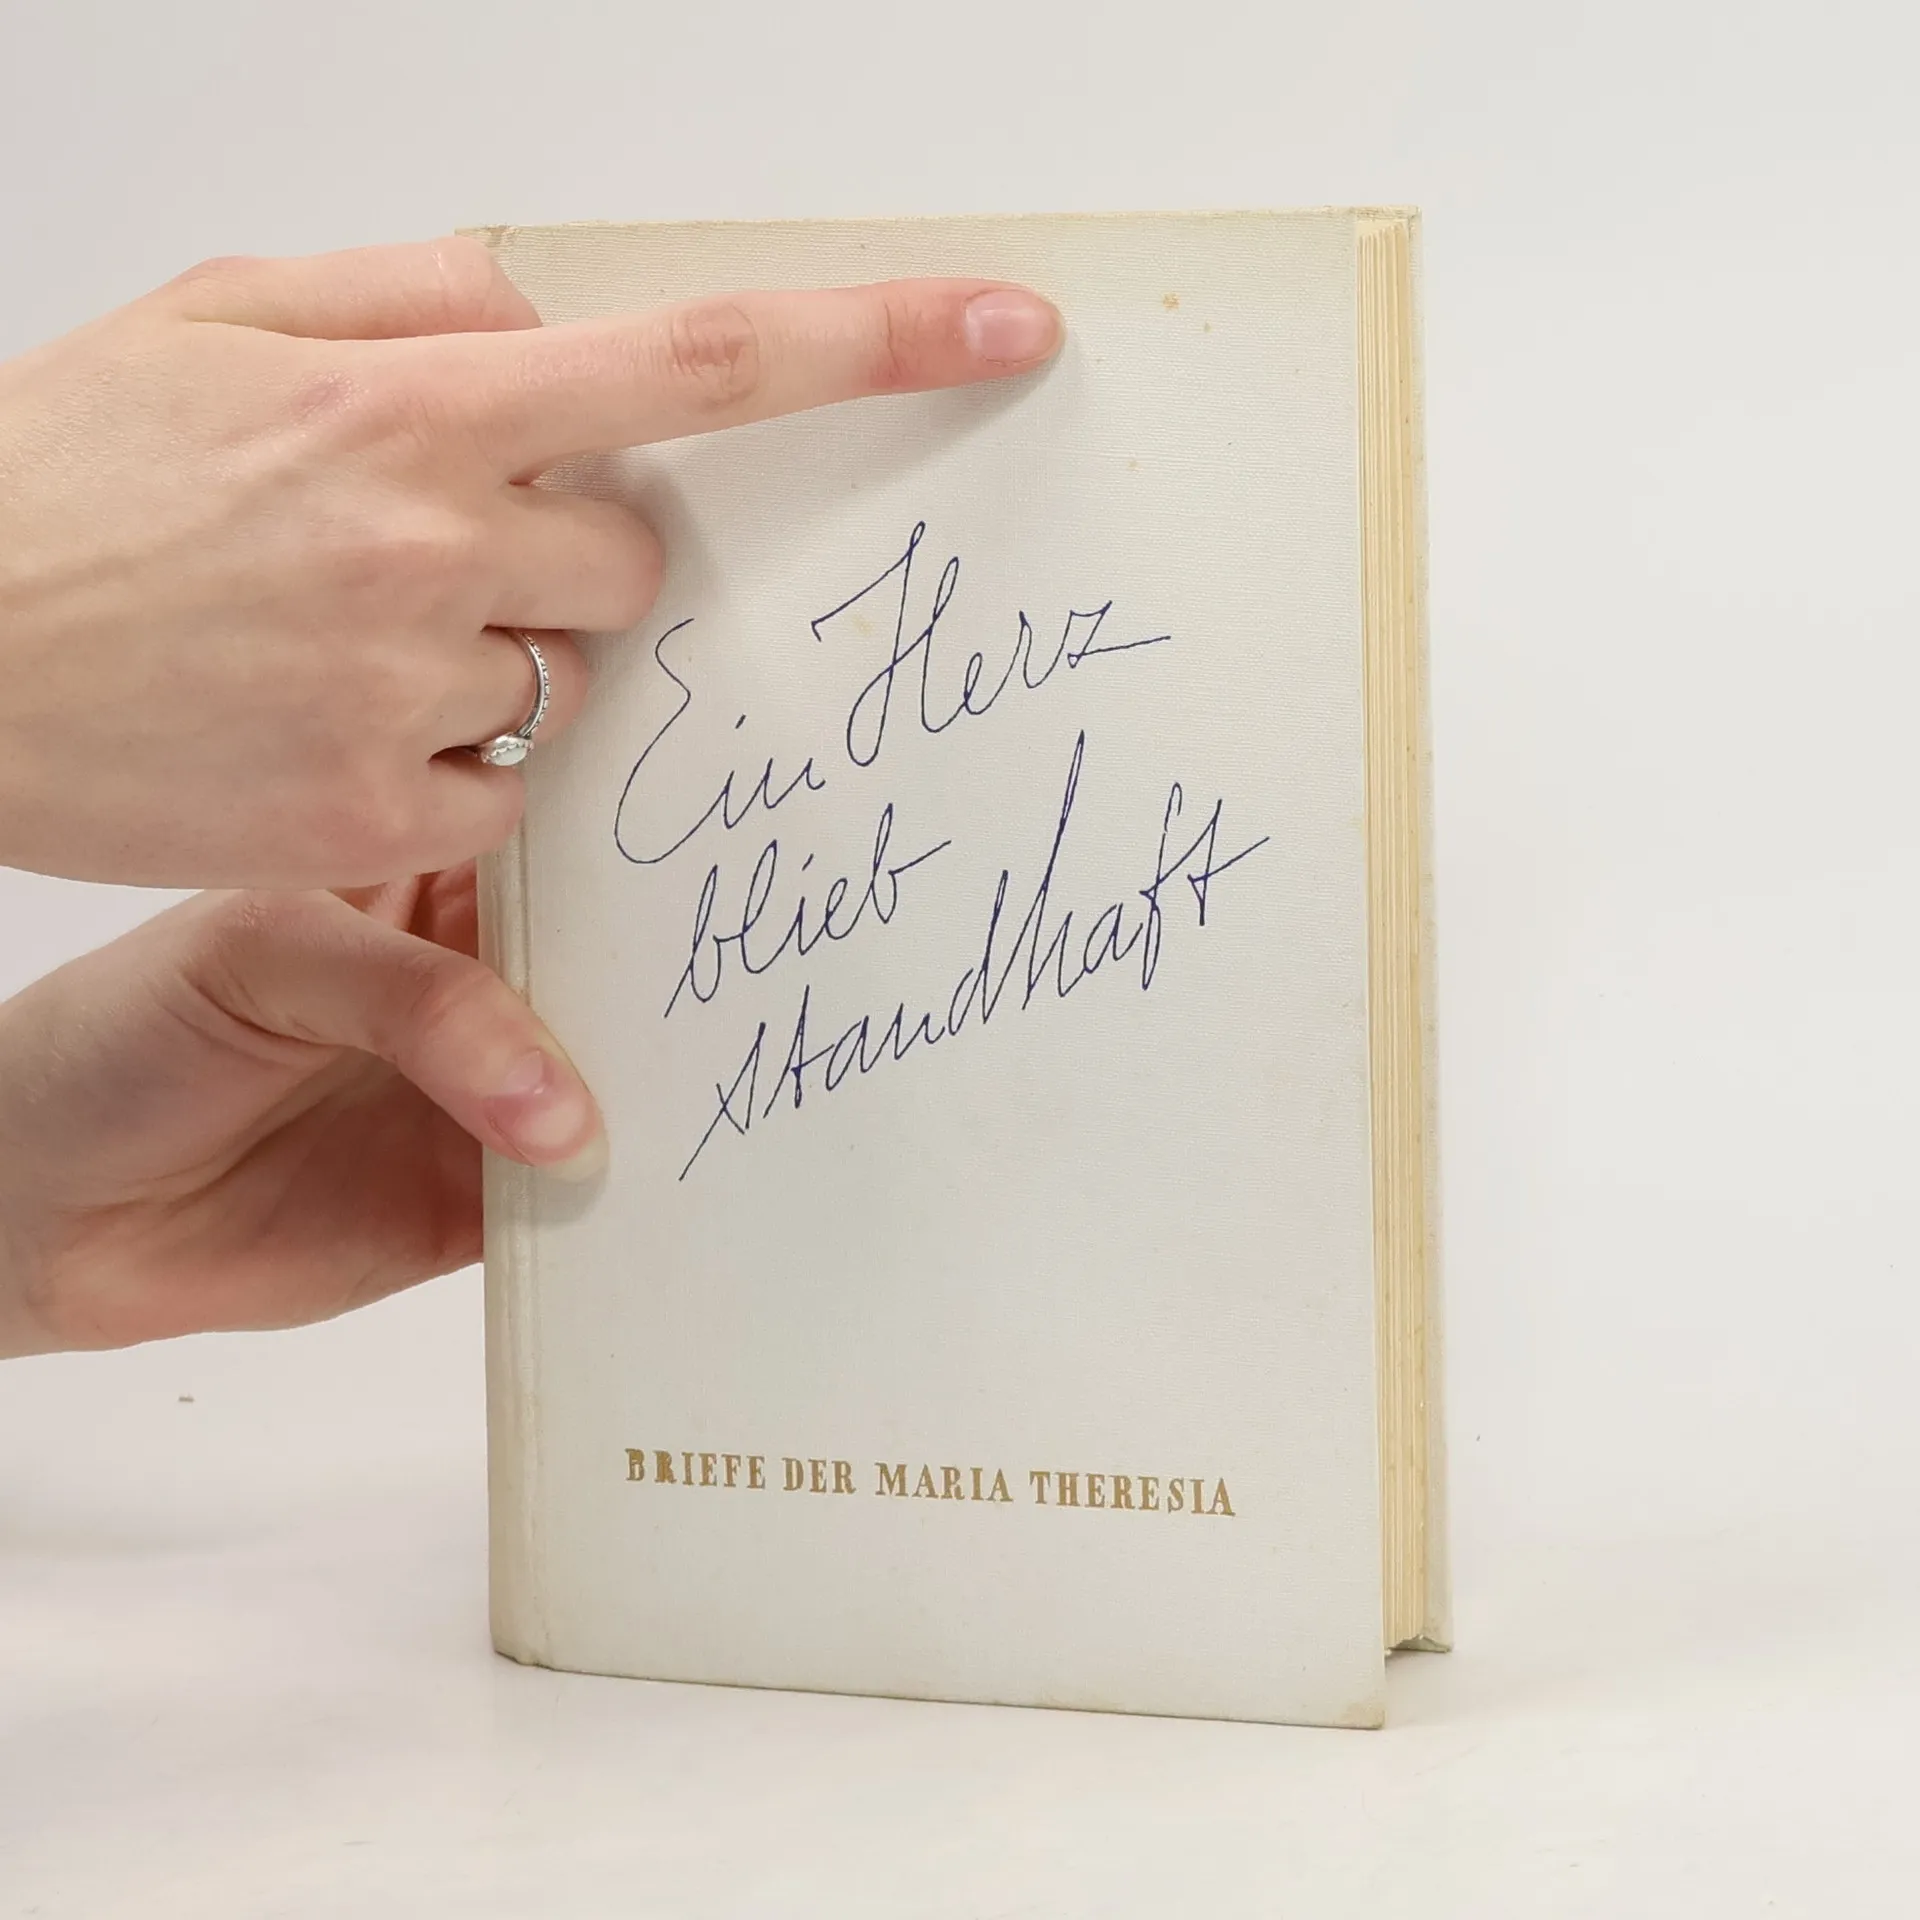 Ein Herz
blieb
standhaft
BRIEFE DER MARIA THERESIA